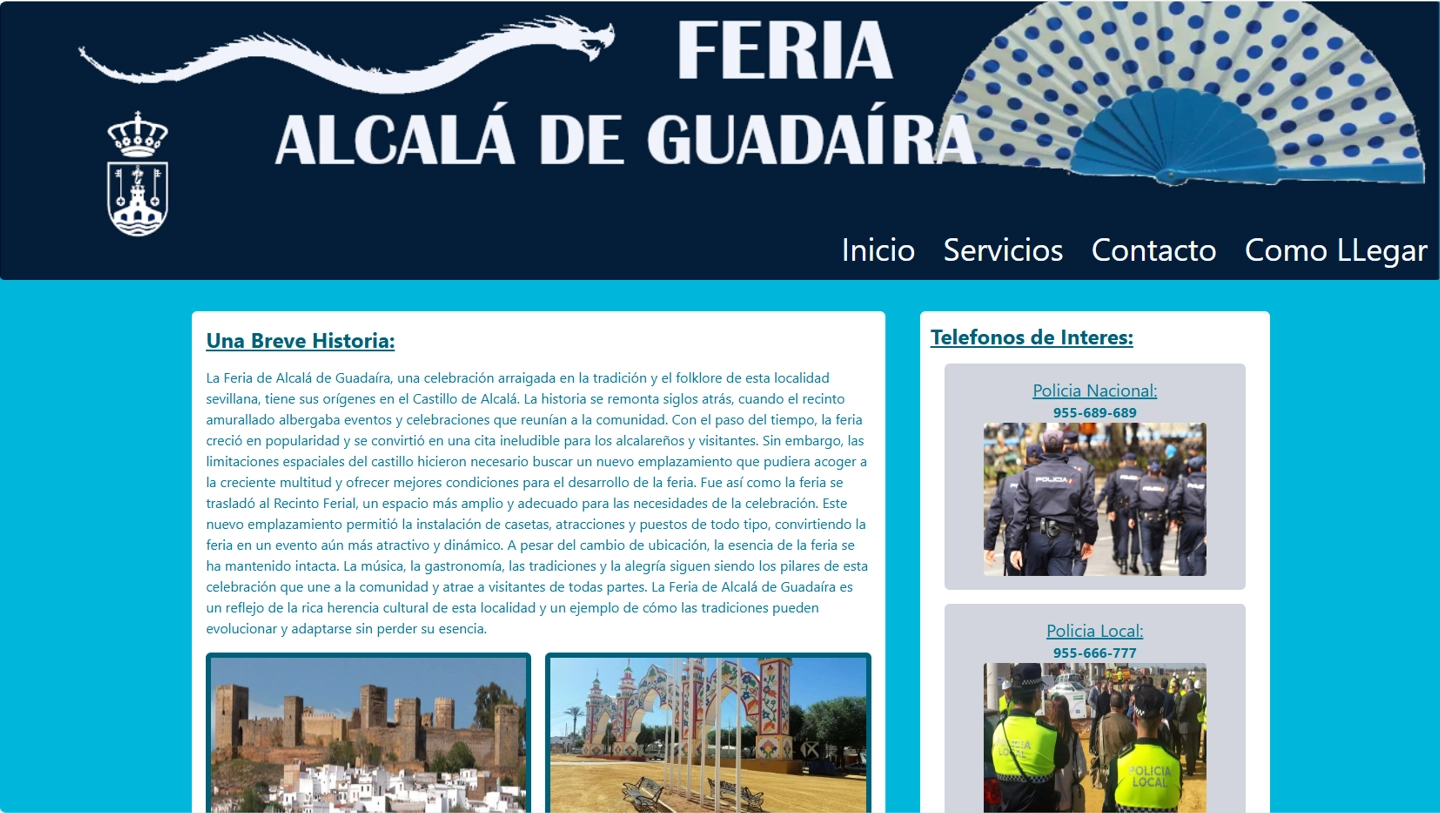 FERIA
ALCALÁ DE GUADAÍRA
Inicio Servicios Contacto Como LLegar
Una Breve Historia:
La Feria de Alcalá de Guadaíra, una celebración arraigada en la tradición y el folklore de esta localidad
sevillana, tiene sus orígenes en el Castillo de Alcalá. La historia se remonta siglos atrás, cuando el recinto
amurallado albergaba eventos y celebraciones que reunían a la comunidad. Con el paso del tiempo, la feria
creció en popularidad y se convirtió en una cita ineludible para los alcalareños y visitantes. Sin embargo, las
limitaciones espaciales del castillo hicieron necesario buscar un nuevo emplazamiento que pudiera acoger a
la creciente multitud y ofrecer mejores condiciones para el desarrollo de la feria. Fue así como la feria se
trasladó al Recinto Ferial, un espacio más amplio y adecuado para las necesidades de la celebración. Este
nuevo emplazamiento permitió la instalación de casetas, atracciones y puestos de todo tipo, convirtiendo la
feria en un evento aún más atractivo y dinámico. A pesar del cambio de ubicación, la esencia de la feria se
ha mantenido intacta. La música, la gastronomía, las tradiciones y la alegría siguen siendo los pilares de esta
celebración que une a la comunidad y atrae a visitantes de todas partes. La Feria de Alcalá de Guadaíra es
un reflejo de la rica herencia cultural de esta localidad y un ejemplo de cómo las tradiciones pueden
evolucionar y adaptarse sin perder su esencia.
Telefonos de Interes:
Policia Nacional:
955-689-689
POLICIA
Policia Local:
955-666-777
POLICIA
LOCAL